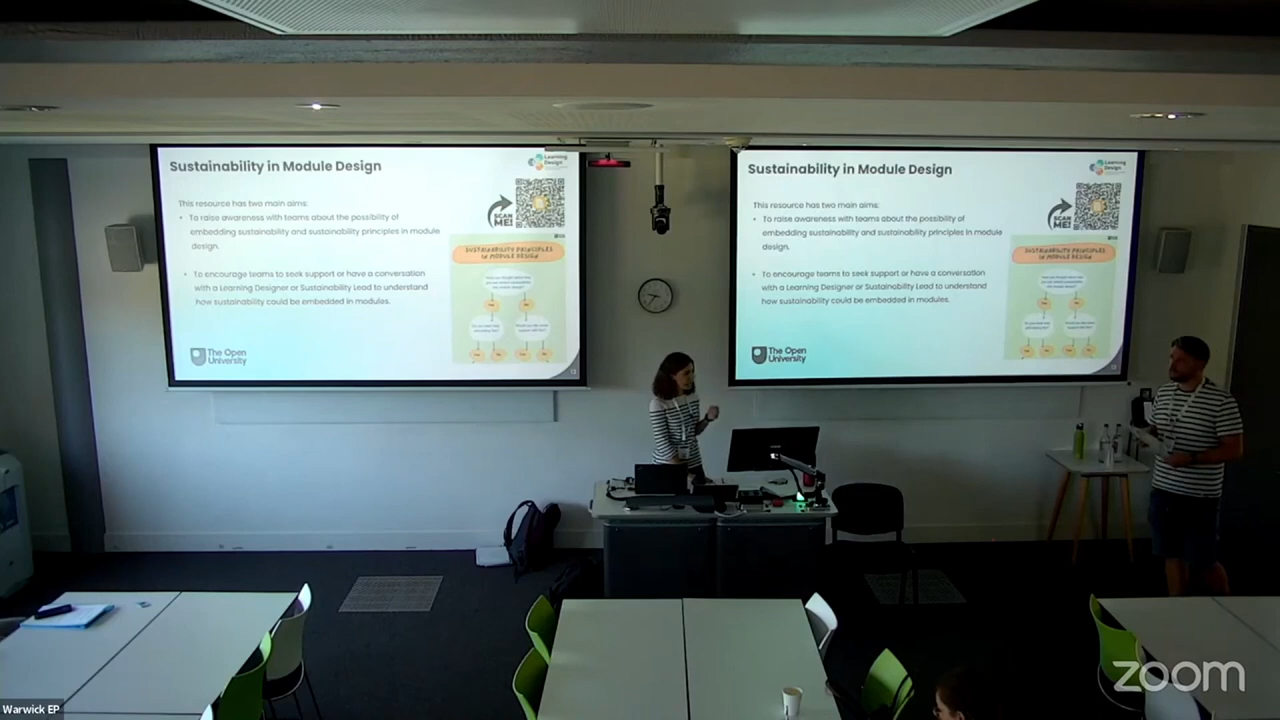 Sustainability in Module Design
Learning
Design
This resource has two main aims:
• To raise awareness with teams about the possibility of
embedding sustainability and sustainability principles in module
design.
• To encourage teams to seek support or have a conversation
with a Learning Designer or Sustainability Lead to understand
how sustainability could be embedded in modules.
SCAN
ME!
SUSTAINABILITY PRINCIPLES
IN MODULE DESIGN
The Open
University
Sustainability in Module Design
Learning
Design
This resource has two main aims:
• To raise awareness with teams about the possibility of
embedding sustainability and sustainability principles in module
design.
• To encourage teams to seek support or have a conversation
with a Learning Designer or Sustainability Lead to understand
how sustainability could be embedded in modules.
SCAN
ME!
SUSTAINABILITY PRINCIPLES
IN MODULE DESIGN
The Open
University
Warwick EP
zoom